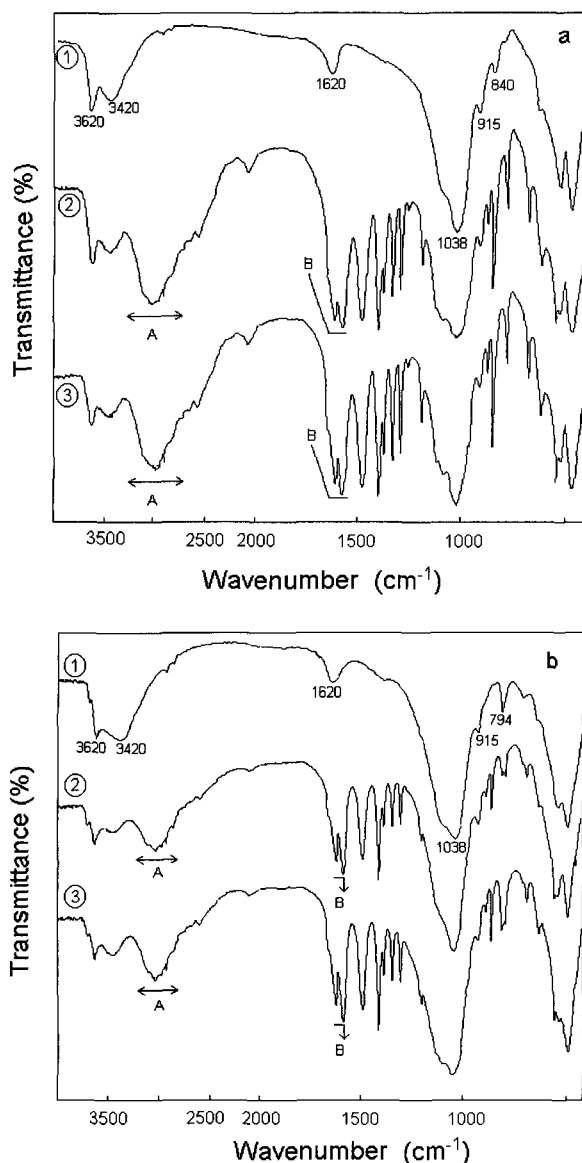 a
①
3620
3420
1620
840
915
1038
②
A
B
③
A
B
Transmittance (%)
3500
2500
2000
1500
1000
Wavenumber (cm⁻¹)
b
①
3620
3420
1620
794
915
1038
②
A
B
③
A
B
Transmittance (%)
3500
2500
2000
1500
1000
Wavenumber (cm⁻¹)